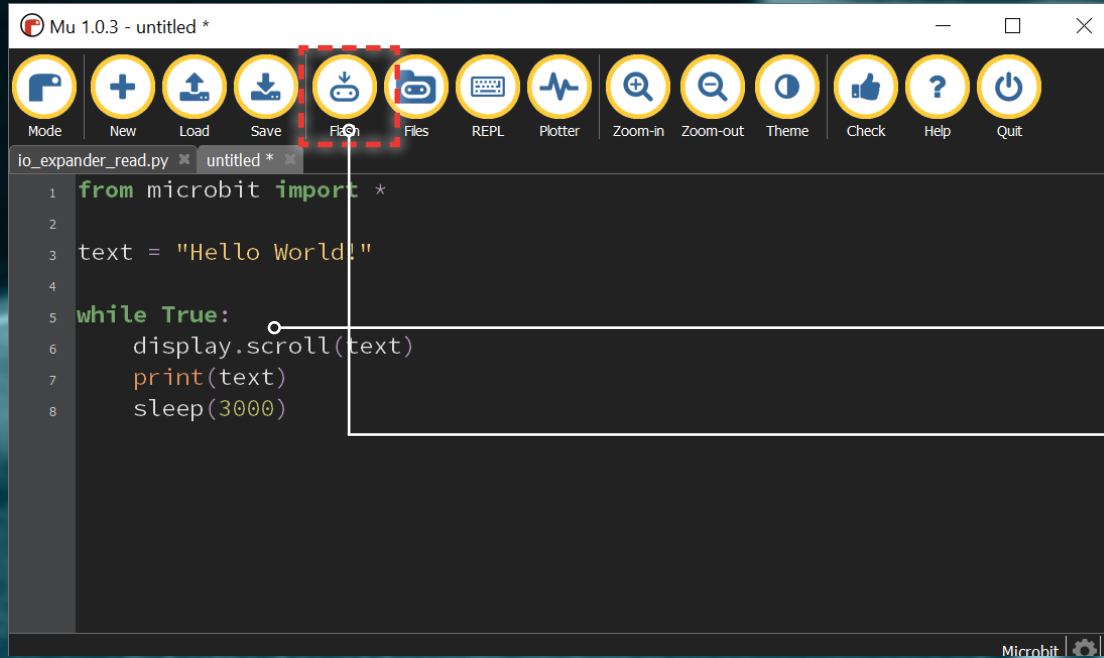 Mu 1.0.3 - untitled *
Mode New Load Save Flash Files REPL Plotter Zoom-in Zoom-out Theme Check Help Quit
io_expander_read.py untitled *
1 from microbit import *
2
3 text = "Hello World!"
4
5 while True:
6     display.scroll(text)
7     print(text)
8     sleep(3000)
Microbit